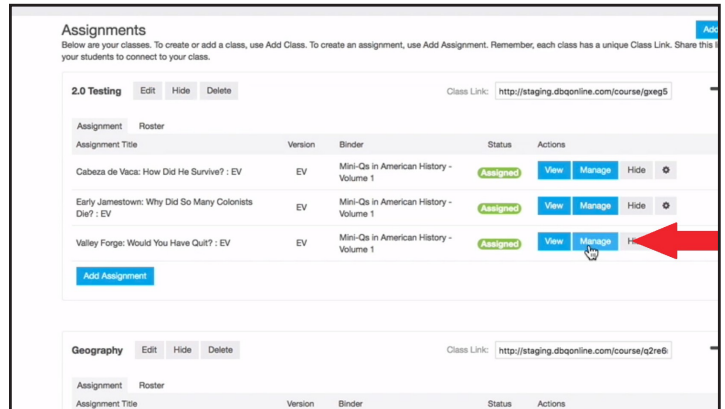 Assignments
Add
Below are your classes. To create or add a class, use Add Class. To create an assignment, use Add Assignment. Remember, each class has a unique Class Link. Share this
your students to connect to your class.
2.0 Testing Edit Hide Delete Class Link: http://staging.dbqonline.com/course/gxeg5
Assignment Roster
Assignment Title Version Binder Status Actions
Cabeza de Vaca: How Did He Survive? : EV EV Mini-Qs in American History - Assigned View Manage Hide
Volume 1
Early Jamestown: Why Did So Many Colonists EV Mini-Qs in American History - Assigned View Manage Hide
Die? : EV Volume 1
Valley Forge: Would You Have Quit? : EV EV Mini-Qs in American History - Assigned View Manage
Volume 1
Add Assignment
Geography Edit Hide Delete Class Link: http://staging.dbqonline.com/course/q2re6
Assignment Roster
Assignment Title Version Binder Status Actions